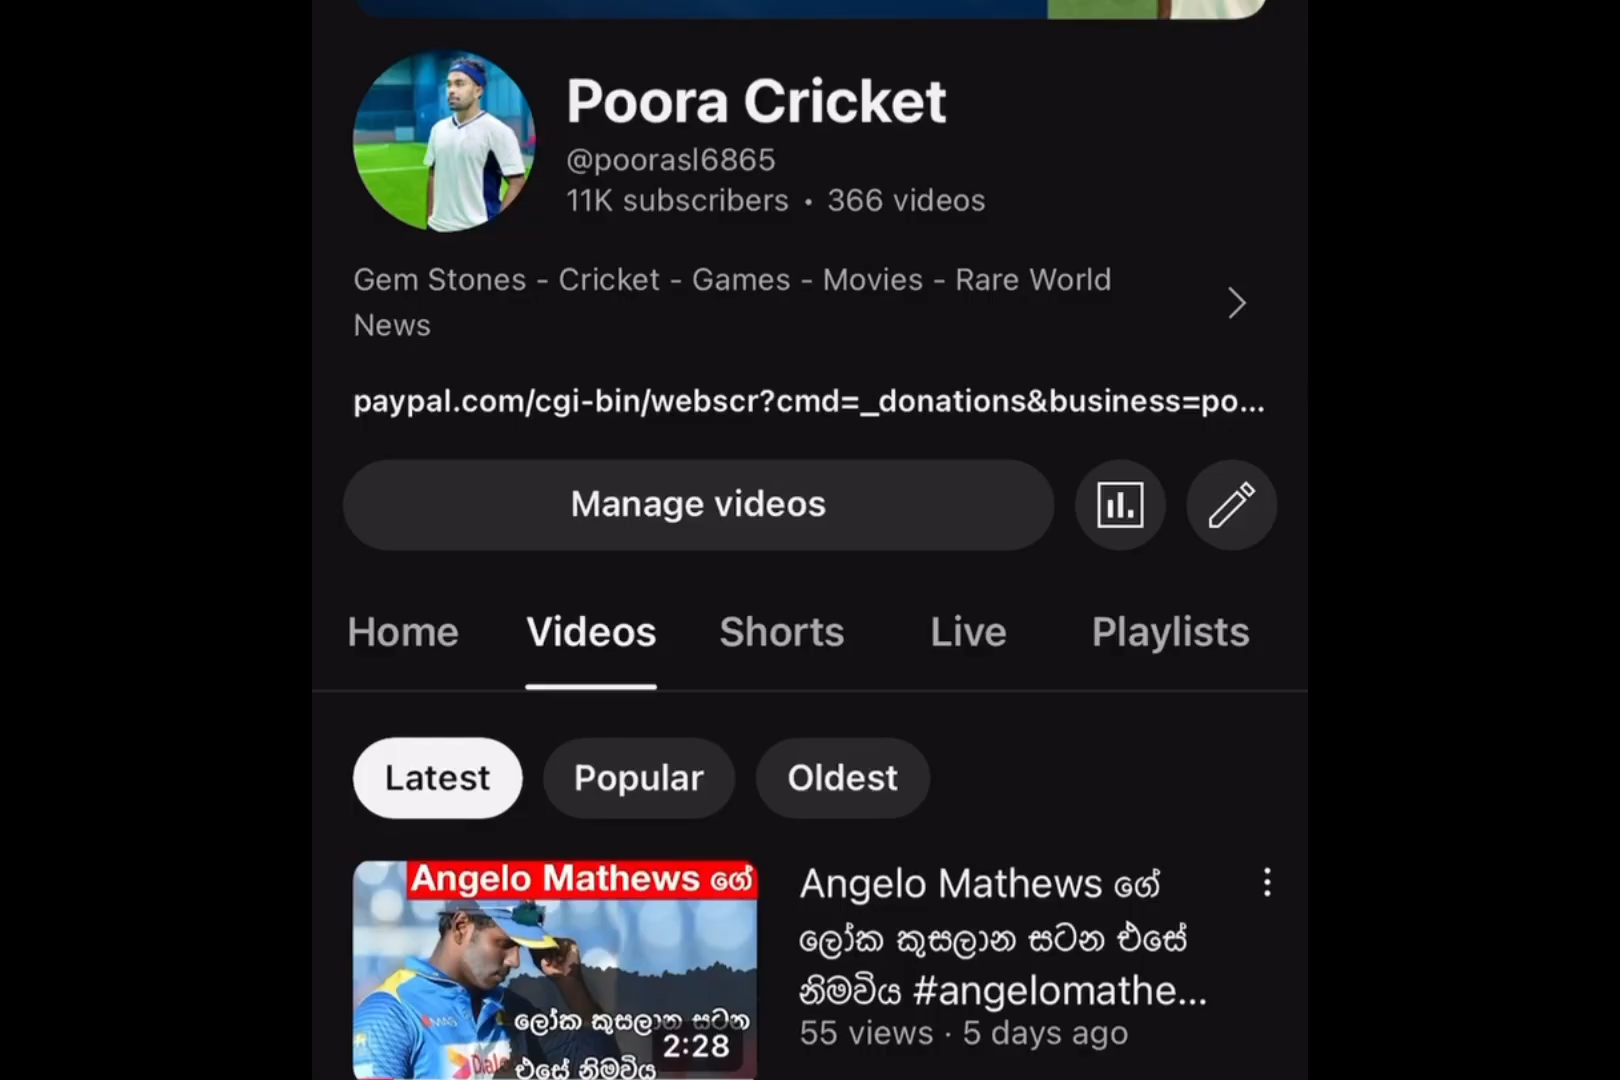 Poora Cricket
@poorasl6865
11K subscribers • 366 videos
Gem Stones - Cricket - Games - Movies - Rare World
News
paypal.com/cgi-bin/webscr?cmd=_donations&business=po...
Manage videos
Home Videos Shorts Live Playlists
Latest Popular Oldest
Angelo Mathews ගේ
ලෝක කුසලාන සටන
2:28
එසේ නිමවිය
Angelo Mathews ගේ
ලෝක කුසලාන සටන එසේ
නිමවිය #angelomathe...
55 views · 5 days ago